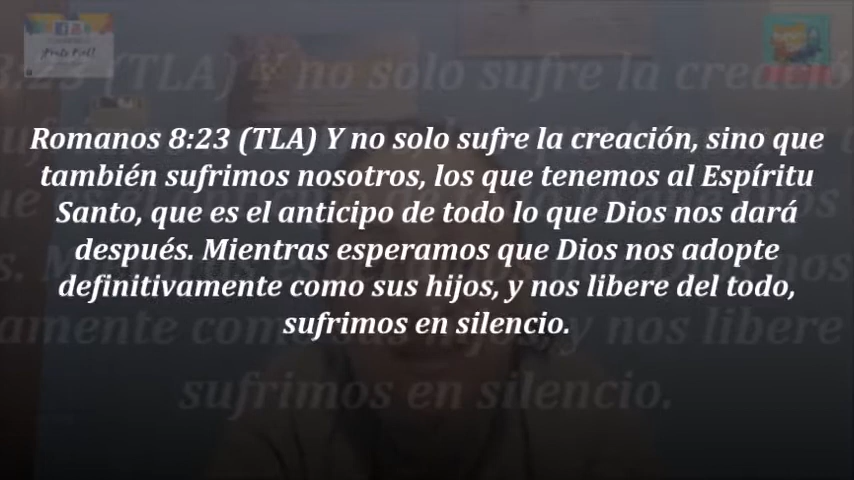 Romanos 8:23 (TLA) Y no solo sufre la creación, sino que
también sufrimos nosotros, los que tenemos al Espíritu
Santo, que es el anticipo de todo lo que Dios nos dará
después. Mientras esperamos que Dios nos adopte
definitivamente como sus hijos, y nos libere del todo,
sufrimos en silencio.